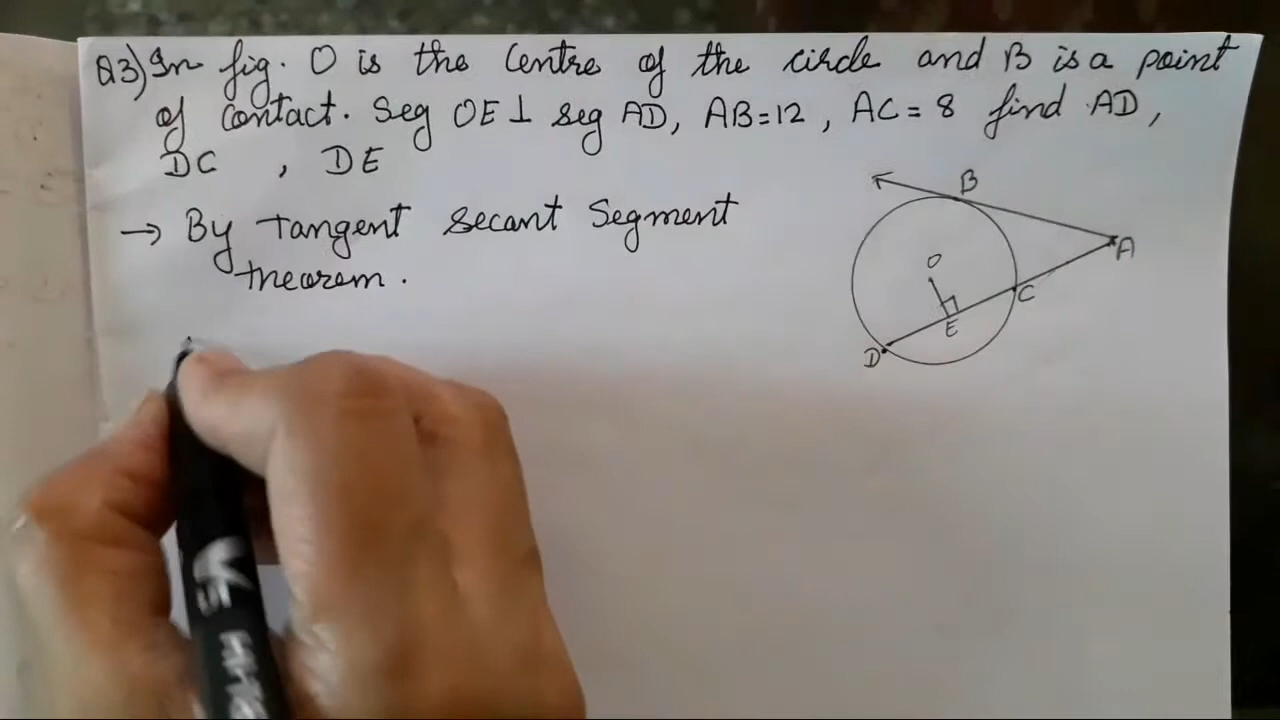 Q3) In fig. O is the Centre of the circle and B is a point
of contact. Seg OE ⊥ seg AD, AB=12, AC=8 find AD,
DC , DE
→ By Tangent secant Segment
theorem.
B
A
O
C
E
D
V5